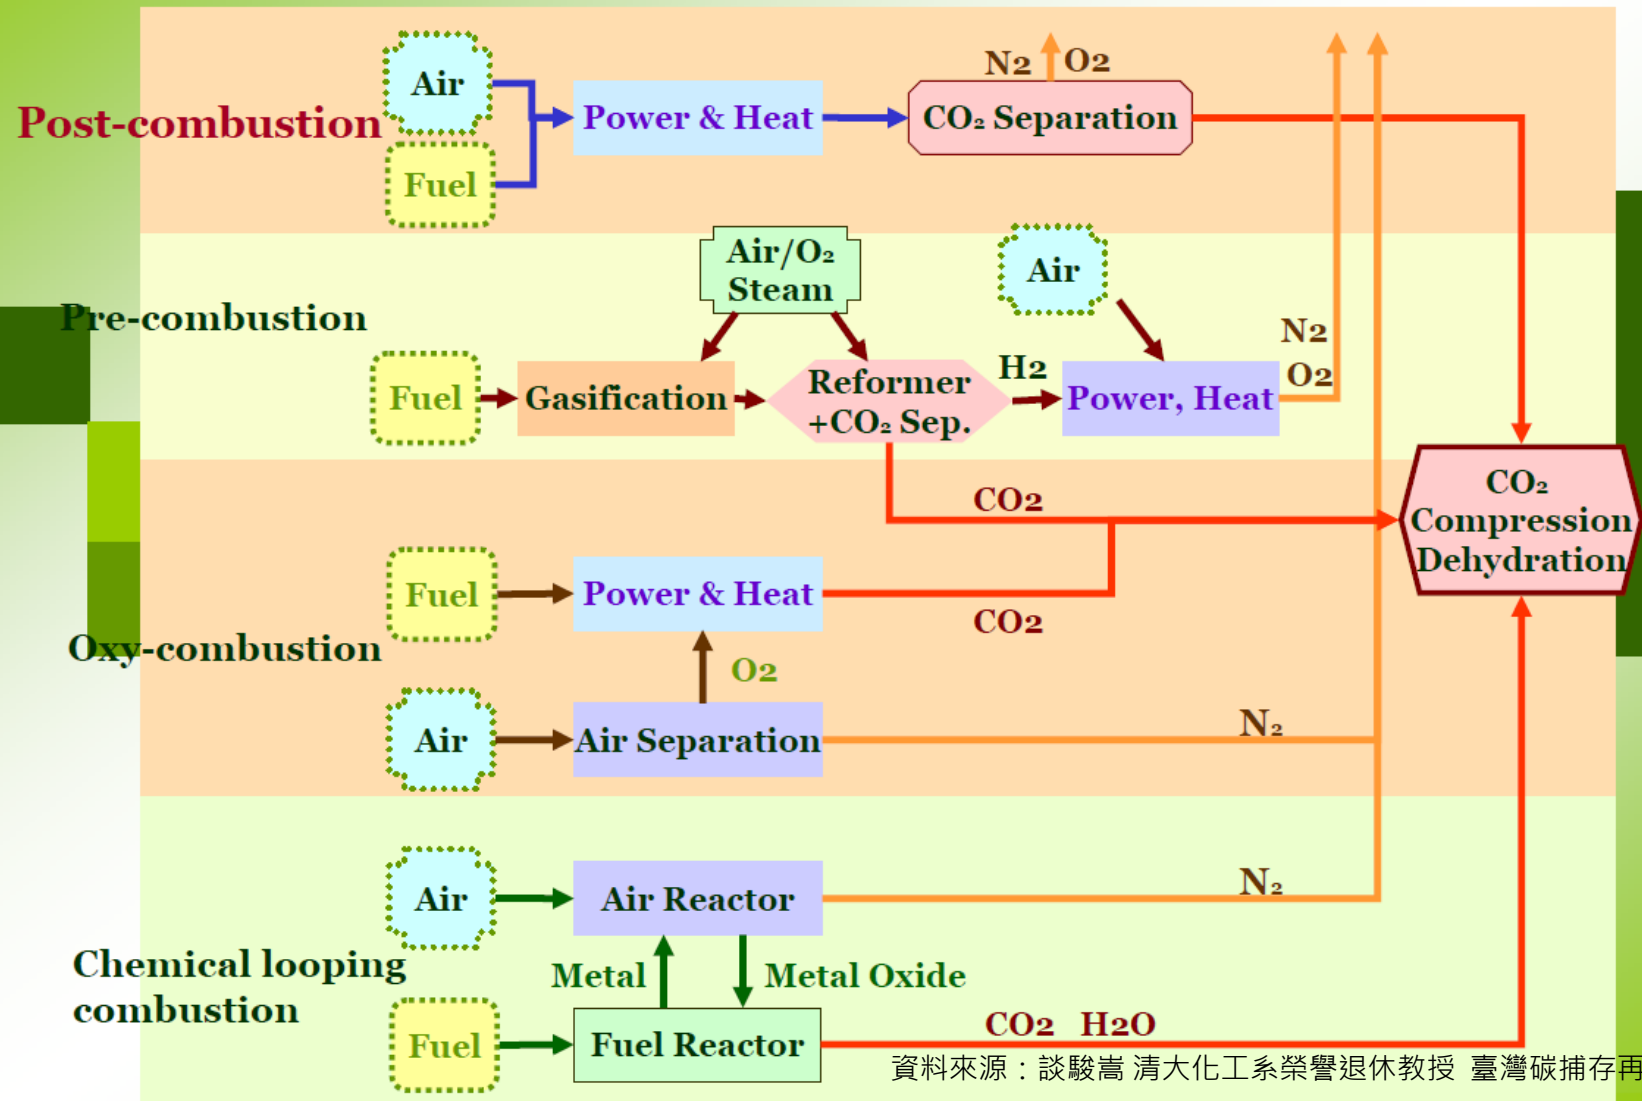 N2 O2
Air
Post-combustion
Power & Heat
CO₂ Separation
Fuel
Air/O₂
Steam
Air
Pre-combustion
N2
O2
Fuel
Gasification
Reformer
+CO₂ Sep.
H2
Power, Heat
CO2
CO₂
Compression
Dehydration
Fuel
Power & Heat
CO2
Oxy-combustion
O2
Air
Air Separation
N₂
Air
Air Reactor
N₂
Chemical looping
combustion
Metal
Metal Oxide
Fuel
Fuel Reactor
CO2 H2O
資料來源：談駿嵩 清大化工系榮譽退休教授 臺灣碳捕存再